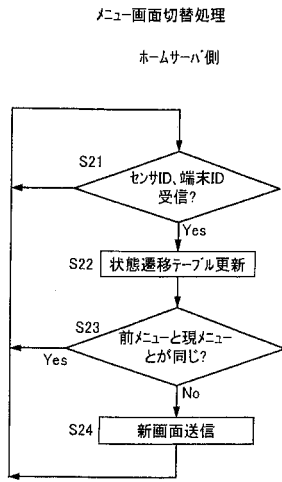 メニュー画面切替処理
ホームサーバ側
S21
センサID、端末ID
受信?
Yes
S22
状態遷移テーブル更新
S23
前メニューと現メニュー
とが同じ?
Yes
No
S24
新画面送信